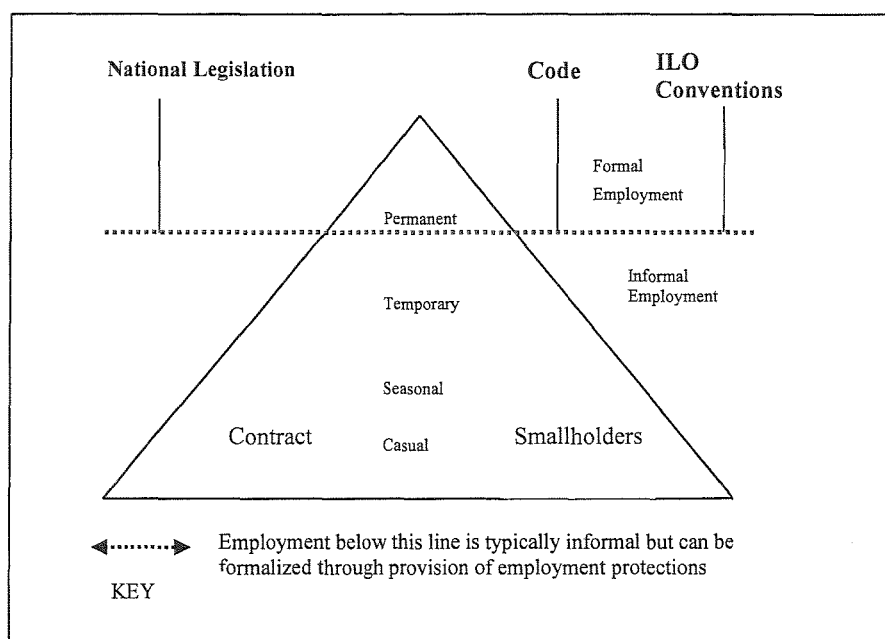 National Legislation
Code
ILO
Conventions
Formal
Employment
Permanent
Informal
Employment
Temporary
Seasonal
Contract
Casual
Smallholders
Employment below this line is typically informal but can be
formalized through provision of employment protections
KEY